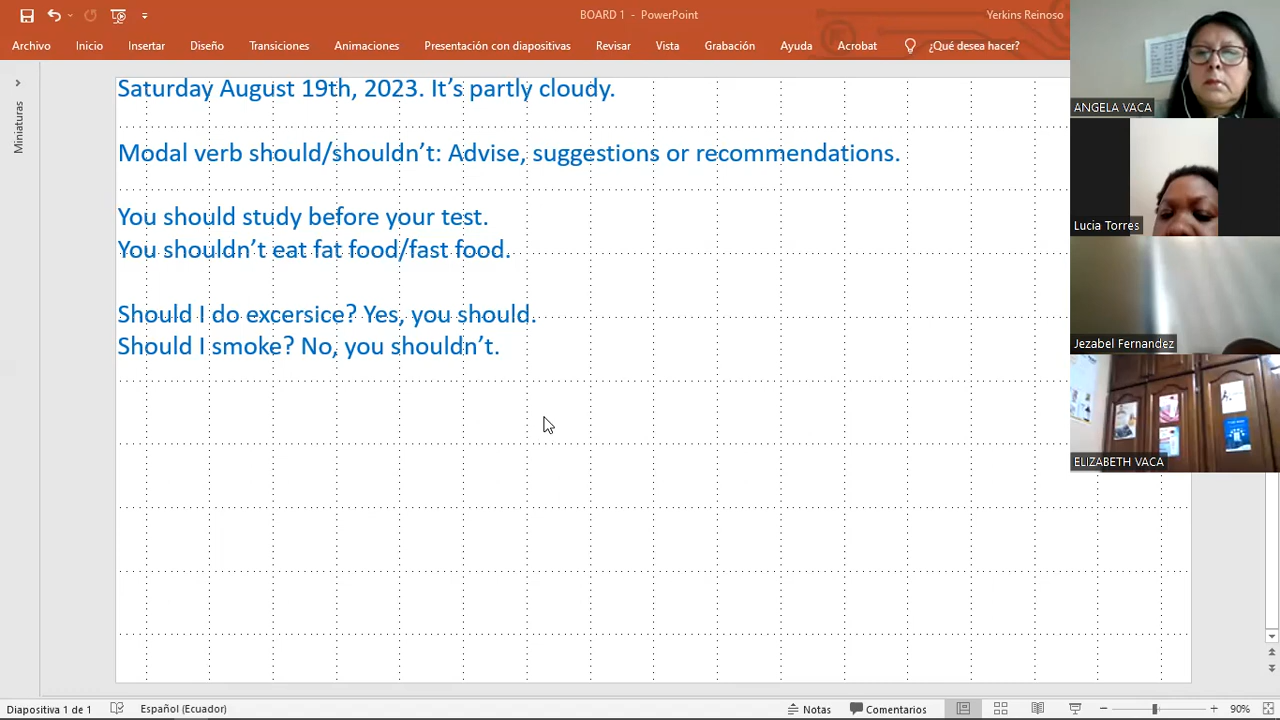 BOARD 1 - PowerPoint
Yerkins Reinoso
Archivo Inicio Insertar Diseño Transiciones Animaciones Presentación con diapositivas Revisar Vista Grabación Ayuda Acrobat ¿Qué desea hacer?
Miniaturas
Saturday August 19th, 2023. It's partly cloudy.
Modal verb should/shouldn't: Advise, suggestions or recommendations.
You should study before your test.
You shouldn't eat fat food/fast food.
Should I do excersice? Yes, you should.
Should I smoke? No, you shouldn't.
ANGELA VACA
Lucia Torres
Jezabel Fernandez
ELIZABETH VACA
Diapositiva 1 de 1 Español (Ecuador) Notas Comentarios 90%